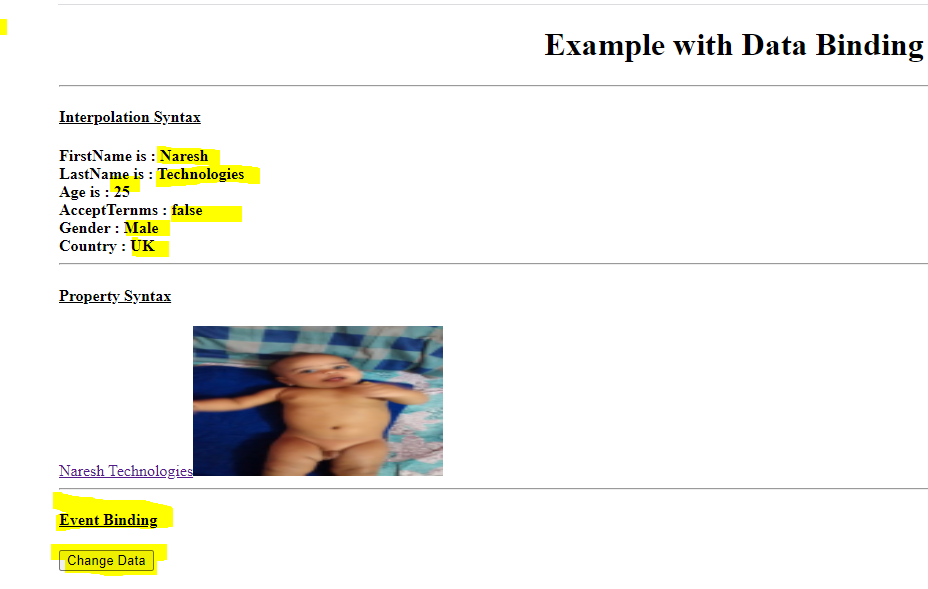 Example with Data Binding
Interpolation Syntax
FirstName is : Naresh
LastName is : Technologies
Age is : 25
AcceptTernms : false
Gender : Male
Country : UK
Property Syntax
Naresh Technologies
Event Binding
Change Data